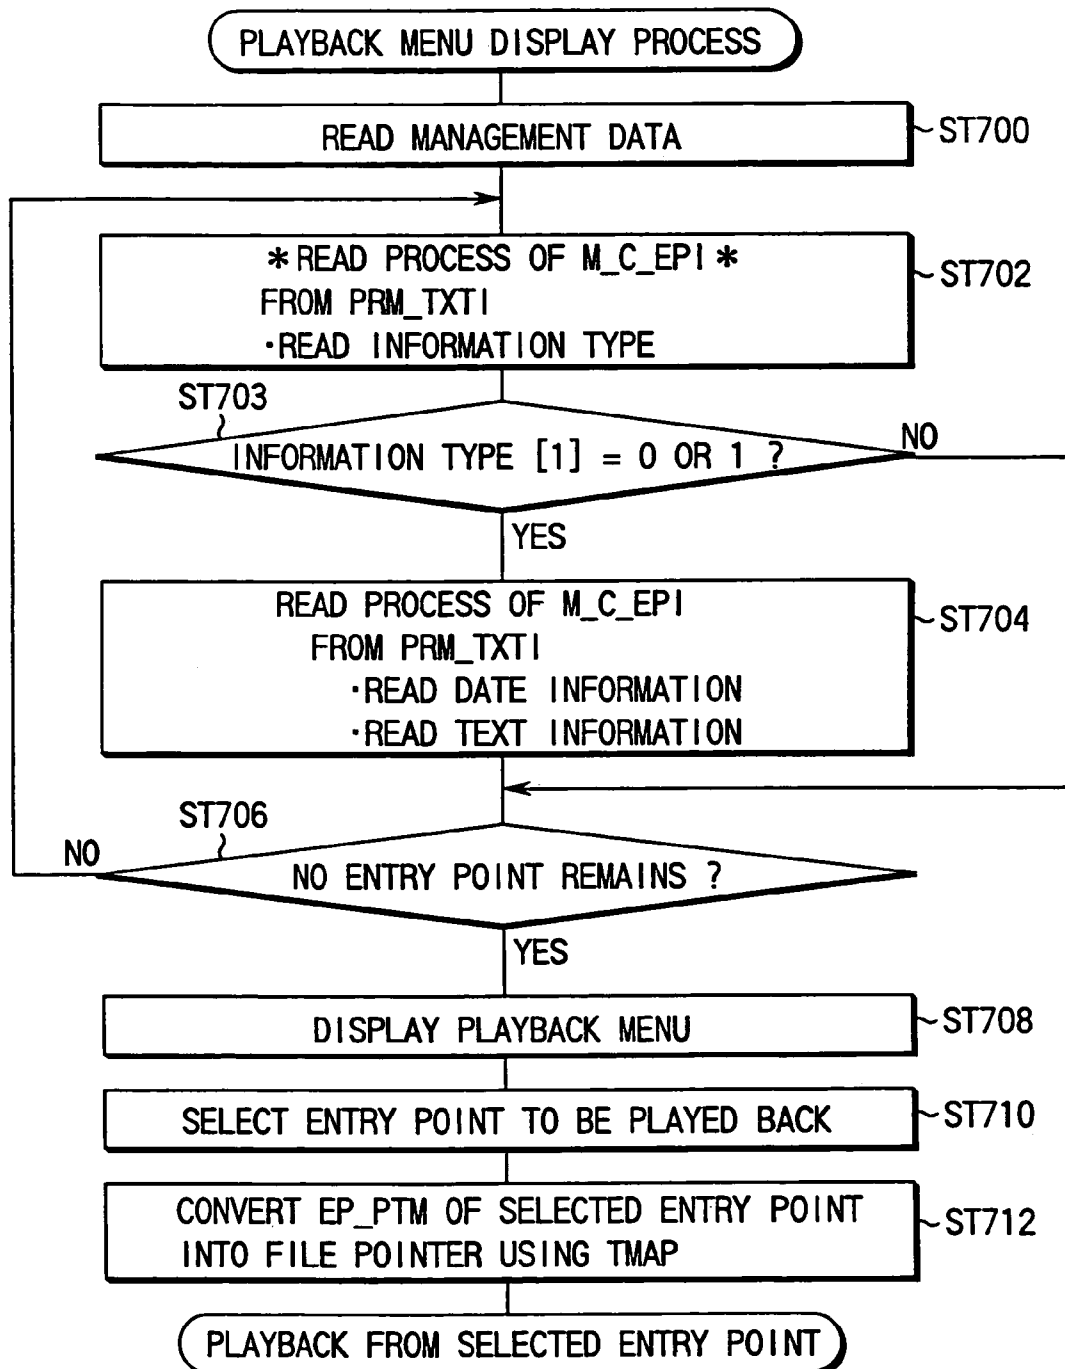 PLAYBACK MENU DISPLAY PROCESS
READ MANAGEMENT DATA
ST700
*READ PROCESS OF M_C_EPI*
FROM PRM_TXTI
·READ INFORMATION TYPE
ST702
ST703
INFORMATION TYPE [1] = 0 OR 1 ?
NO
YES
READ PROCESS OF M_C_EPI
FROM PRM_TXTI
·READ DATE INFORMATION
·READ TEXT INFORMATION
ST704
ST706
NO
NO ENTRY POINT REMAINS ?
YES
DISPLAY PLAYBACK MENU
ST708
SELECT ENTRY POINT TO BE PLAYED BACK
ST710
CONVERT EP_PTM OF SELECTED ENTRY POINT
INTO FILE POINTER USING TMAP
ST712
PLAYBACK FROM SELECTED ENTRY POINT